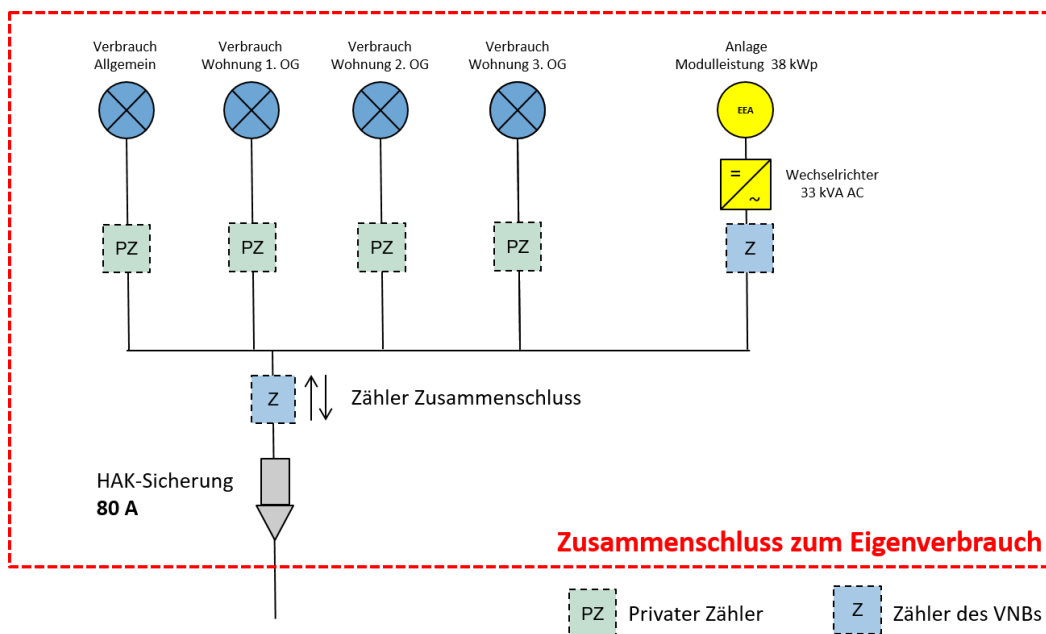 Verbrauch
Allgemein
Verbrauch
Wohnung 1. OG
Verbrauch
Wohnung 2. OG
Verbrauch
Wohnung 3. OG
Anlage
Modulleistung 38 kWp
EEA
=
~
Wechselrichter
33 kVA AC
PZ
PZ
PZ
PZ
Z
Z
Zähler Zusammenschluss
HAK-Sicherung
80 A
Zusammenschluss zum Eigenverbrauch
PZ
Privater Zähler
Z
Zähler des VNBs